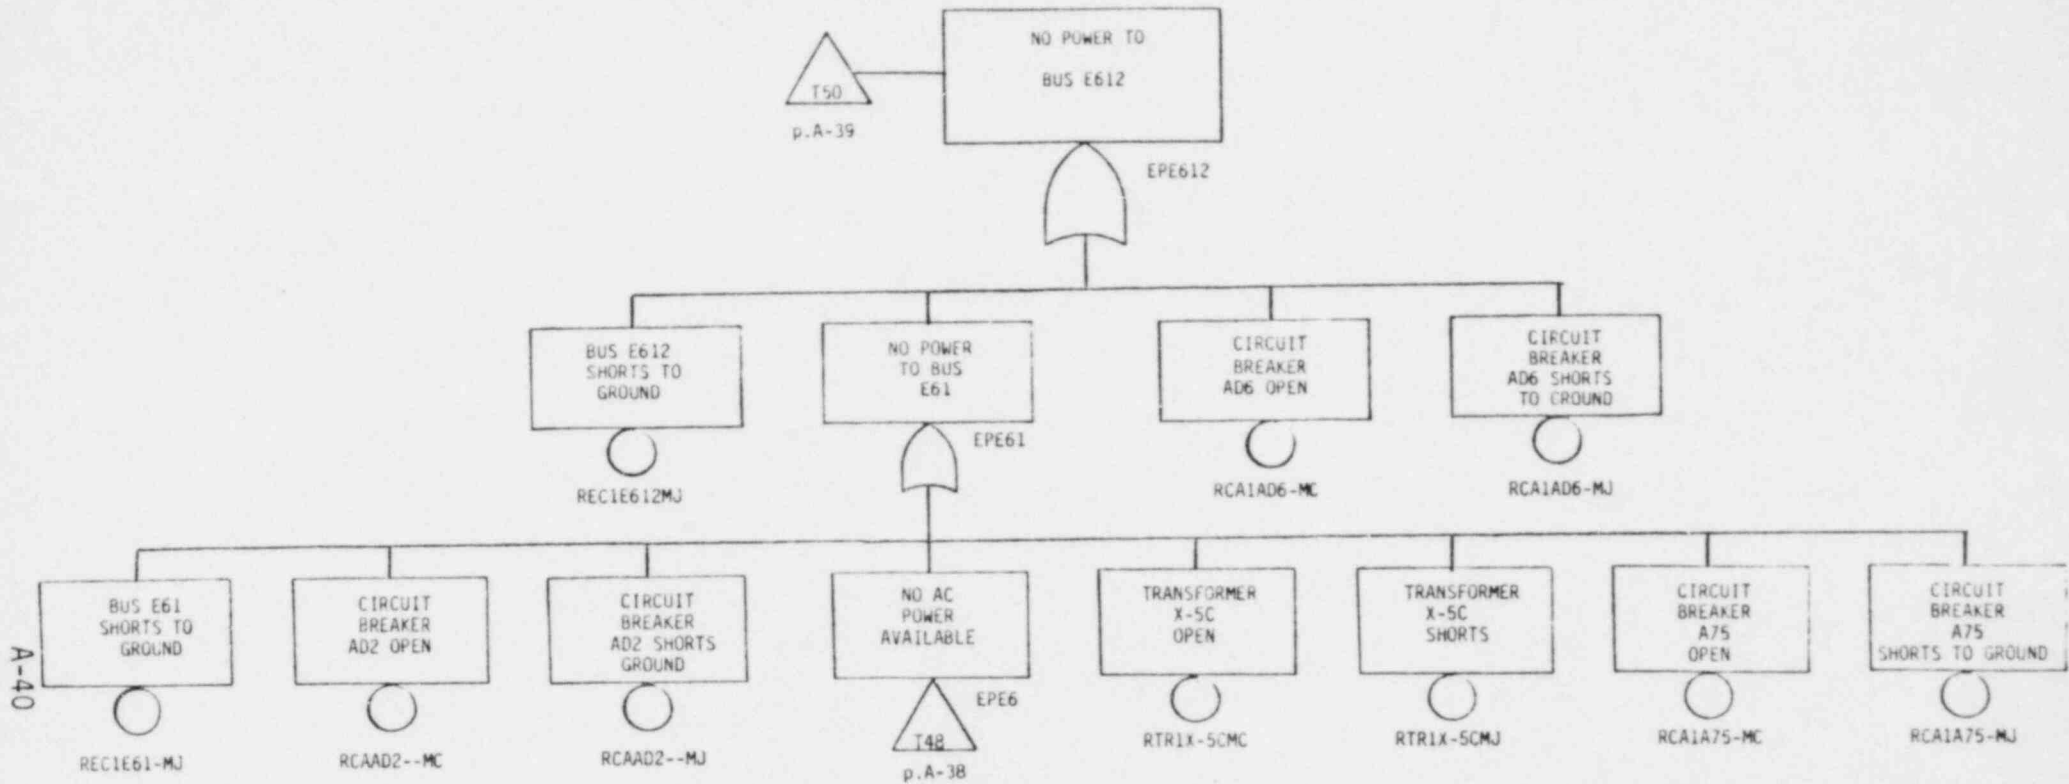 NO POWER TO
BUS E612
T50
p.A-39
EPE612
BUS E612
SHORTS TO
GROUND
REC1E612MJ
NO POWER
TO BUS
E61
EPE61
CIRCUIT
BREAKER
AD6 OPEN
RCA1AD6-MC
CIRCUIT
BREAKER
AD6 SHORTS
TO GROUND
RCA1AD6-MJ
BUS E61
SHORTS TO
GROUND
REC1E61-MJ
CIRCUIT
BREAKER
AD2 OPEN
RCAAD2--MC
CIRCUIT
BREAKER
AD2 SHORTS
GROUND
RCAAD2--MJ
NO AC
POWER
AVAILABLE
EPE6
T48
p.A-38
TRANSFORMER
X-5C
OPEN
RTR1X-5CMC
TRANSFORMER
X-5C
SHORTS
RTR1X-5CMJ
CIRCUIT
BREAKER
A75
OPEN
RCA1A75-MC
CIRCUIT
BREAKER
A75
SHORTS TO GROUND
RCA1A75-MJ
A-40